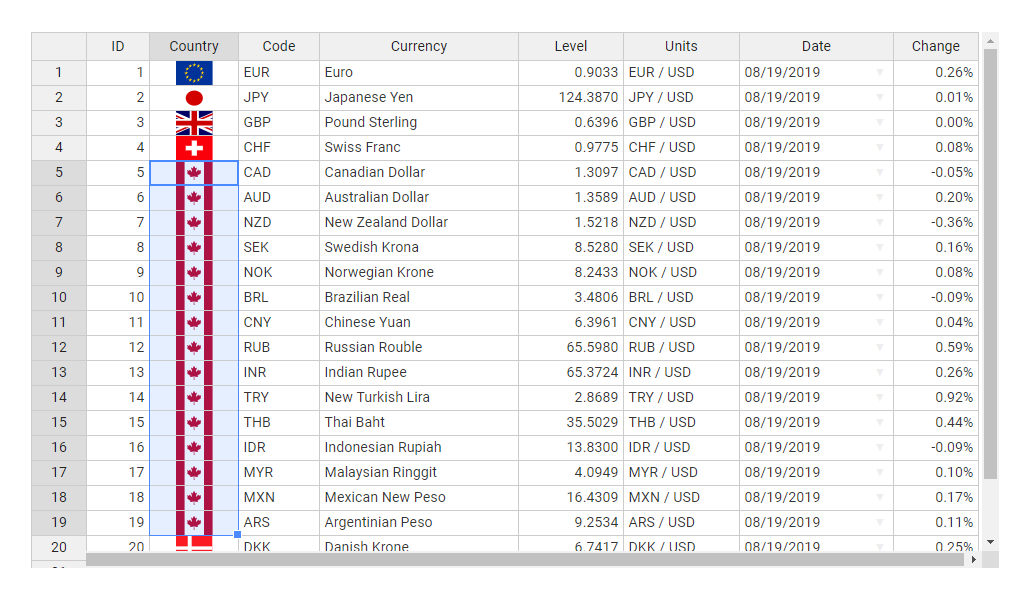 ID Country Code Currency Level Units Date Change
1 1 EUR Euro 0.9033 EUR / USD 08/19/2019 0.26%
2 2 JPY Japanese Yen 124.3870 JPY / USD 08/19/2019 0.01%
3 3 GBP Pound Sterling 0.6396 GBP / USD 08/19/2019 0.00%
4 4 CHF Swiss Franc 0.9775 CHF / USD 08/19/2019 0.08%
5 5 CAD Canadian Dollar 1.3097 CAD / USD 08/19/2019 -0.05%
6 6 AUD Australian Dollar 1.3589 AUD / USD 08/19/2019 0.20%
7 7 NZD New Zealand Dollar 1.5218 NZD / USD 08/19/2019 -0.36%
8 8 SEK Swedish Krona 8.5280 SEK / USD 08/19/2019 0.16%
9 9 NOK Norwegian Krone 8.2433 NOK / USD 08/19/2019 0.08%
10 10 BRL Brazilian Real 3.4806 BRL / USD 08/19/2019 -0.09%
11 11 CNY Chinese Yuan 6.3961 CNY / USD 08/19/2019 0.04%
12 12 RUB Russian Rouble 65.5980 RUB / USD 08/19/2019 0.59%
13 13 INR Indian Rupee 65.3724 INR / USD 08/19/2019 0.26%
14 14 TRY New Turkish Lira 2.8689 TRY / USD 08/19/2019 0.92%
15 15 THB Thai Baht 35.5029 THB / USD 08/19/2019 0.44%
16 16 IDR Indonesian Rupiah 13.8300 IDR / USD 08/19/2019 -0.09%
17 17 MYR Malaysian Ringgit 4.0949 MYR / USD 08/19/2019 0.10%
18 18 MXN Mexican New Peso 16.4309 MXN / USD 08/19/2019 0.17%
19 19 ARS Argentinian Peso 9.2534 ARS / USD 08/19/2019 0.11%
20 20 DKK Danish Krone 6.7417 DKK / USD 08/19/2019 0.25%